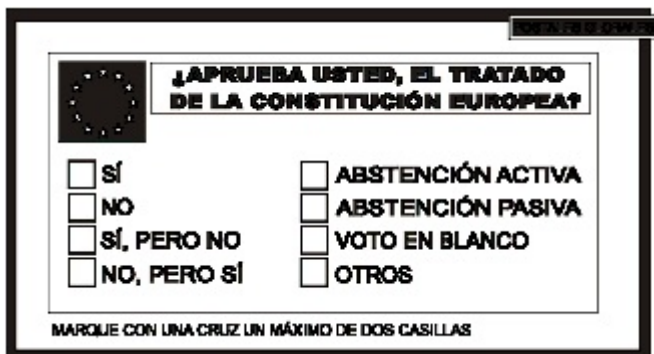 ¿APRUEBA USTED, EL TRATADO
DE LA CONSTITUCIÓN EUROPEA?
SÍ
NO
SÍ, PERO NO
NO, PERO SÍ
ABSTENCIÓN ACTIVA
ABSTENCIÓN PASIVA
VOTO EN BLANCO
OTROS
MARQUE CON UNA CRUZ UN MÁXIMO DE DOS CASILLAS